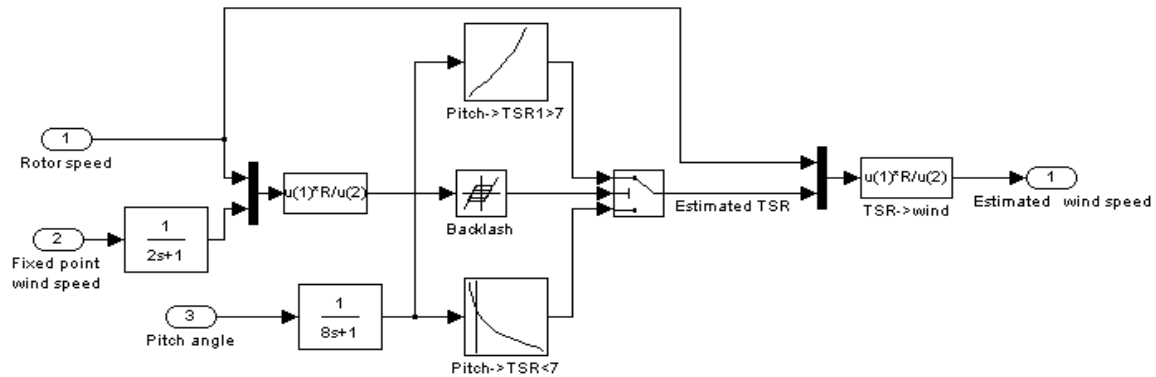 Pitch->TSR1>7
1
Rotor speed
u(1)*R/u(2)
Backlash
Estimated TSR
u(1)*R/u(2)
TSR->wind
1
Estimated wind speed
2
Fixed point
wind speed
1
2s+1
3
Pitch angle
1
8s+1
Pitch->TSR<7